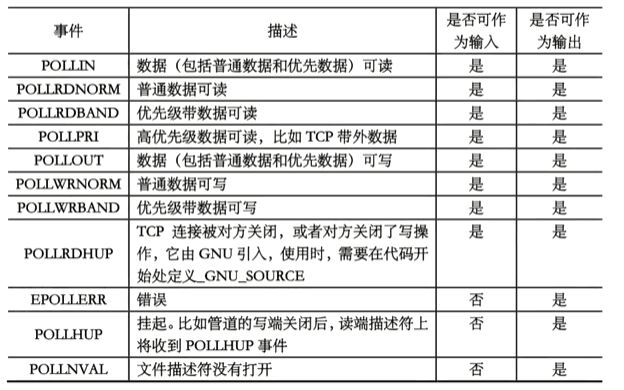 事件 描述 是否可作为输入 是否可作为输出
POLLIN 数据（包括普通数据和优先数据）可读 是 是
POLLRDNORM 普通数据可读 是 是
POLLRDBAND 优先级带数据可读 是 是
POLLPRI 高优先级数据可读，比如 TCP 带外数据 是 是
POLLOUT 数据（包括普通数据和优先数据）可写 是 是
POLLWRNORM 普通数据可写 是 是
POLLWRBAND 优先级带数据可写 是 是
POLLRDHUP TCP 连接被对方关闭，或者对方关闭了写操 是 是
作，它由 GNU 引入，使用时，需要在代码开
始处定义_GNU_SOURCE
EPOLLERR 错误 否 是
POLLHUP 挂起。比如管道的写端关闭后，读端描述符上 否 是
将收到 POLLHUP 事件
POLLNVAL 文件描述符没有打开 否 是